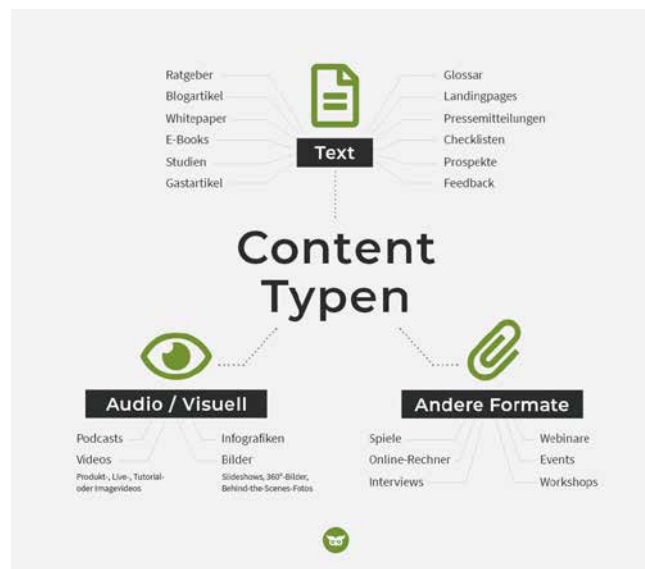 Ratgeber
Blogartikel
Whitepaper
E-Books
Studien
Gastartikel
Glossar
Landingpages
Pressemitteilungen
Checklisten
Prospekte
Feedback
Text
Content
Typen
Audio / Visuell
Podcasts
Videos
Produkt-, Live-, Tutorial-
oder Imagevideos
Infografiken
Bilder
Slideshows, 360°-Bilder,
Behind-the-Scenes-Fotos
Andere Formate
Spiele
Online-Rechner
Interviews
Webinare
Events
Workshops